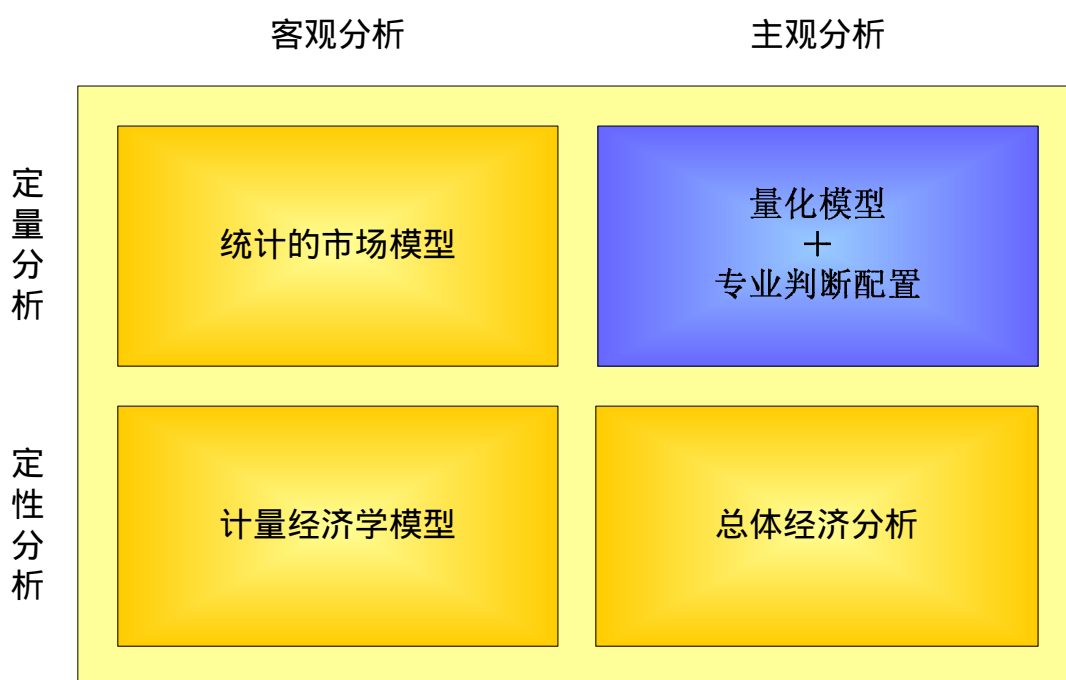 客观分析
主观分析
定量分析
统计的市场模型
量化模型
＋
专业判断配置
定性分析
计量经济学模型
总体经济分析